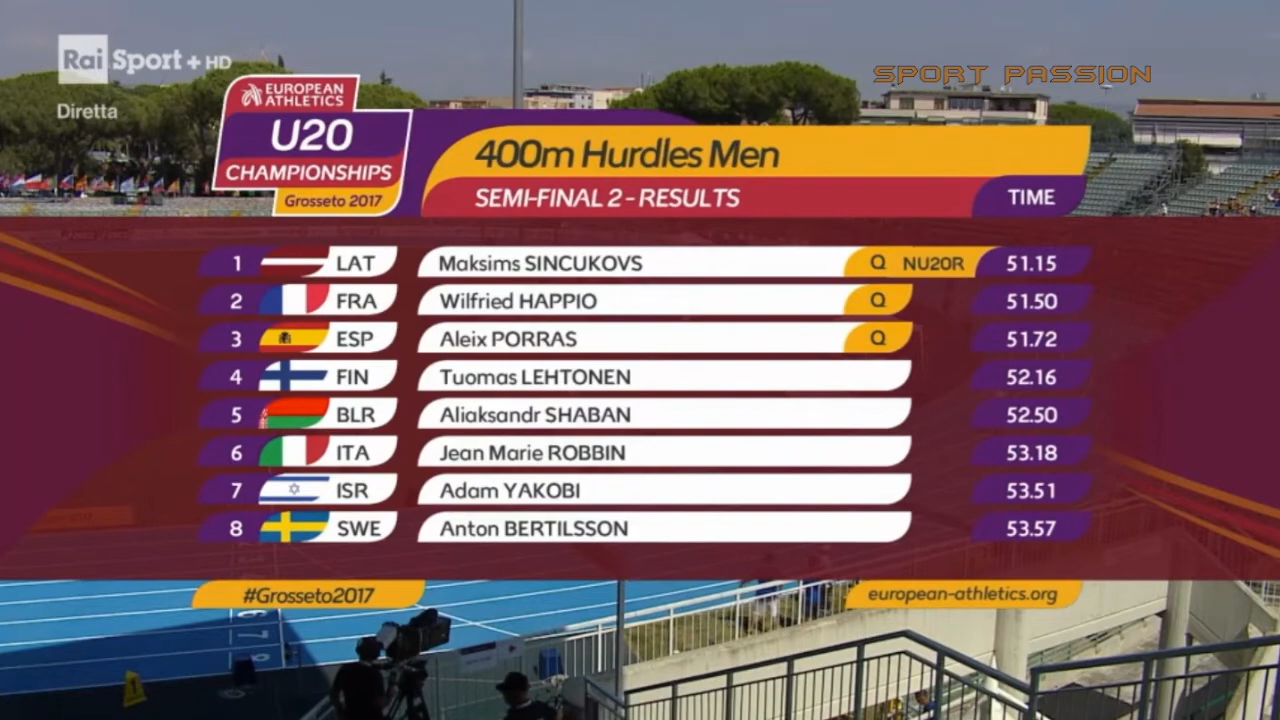 Rai Sport + HD
Diretta
SPORT PASSION
EUROPEAN
ATHLETICS
U20
CHAMPIONSHIPS
Grosseto 2017
400m Hurdles Men
SEMI-FINAL 2 - RESULTS TIME
1 LAT Maksims SINCUKOVS Q NU20R 51.15
2 FRA Wilfried HAPPIO Q 51.50
3 ESP Aleix PORRAS Q 51.72
4 FIN Tuomas LEHTONEN 52.16
5 BLR Aliaksandr SHABAN 52.50
6 ITA Jean Marie ROBBIN 53.18
7 ISR Adam YAKOBI 53.51
8 SWE Anton BERTILSSON 53.57
#Grosseto2017 european-athletics.org